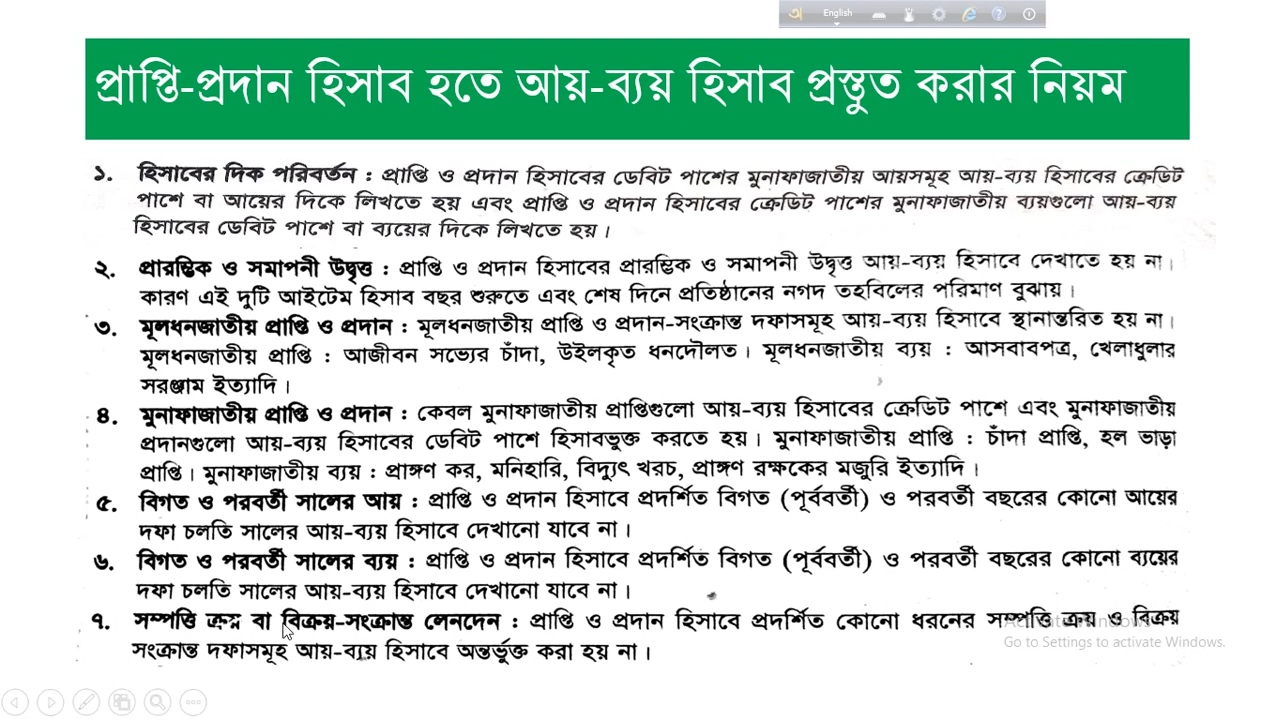 English
প্রাপ্তি-প্রদান হিসাব হতে আয়-ব্যয় হিসাব প্রস্তুত করার নিয়ম
১. হিসাবের দিক পরিবর্তন : প্রাপ্তি ও প্রদান হিসাবের ডেবিট পাশের মুনাফাজাতীয় আয়সমূহ আয়-ব্যয় হিসাবের ক্রেডিট
পাশে বা আয়ের দিকে লিখতে হয় এবং প্রাপ্তি ও প্রদান হিসাবের ক্রেডিট পাশের মুনাফাজাতীয় ব্যয়গুলো আয়-ব্যয়
হিসাবের ডেবিট পাশে বা ব্যয়ের দিকে লিখতে হয়।
২. প্রারম্ভিক ও সমাপনী উদ্বৃত্ত : প্রাপ্তি ও প্রদান হিসাবের প্রারম্ভিক ও সমাপনী উদ্বৃত্ত আয়-ব্যয় হিসাবে দেখাতে হয় না।
কারণ এই দুটি আইটেম হিসাব বছর শুরুতে এবং শেষ দিনে প্রতিষ্ঠানের নগদ তহবিলের পরিমাণ বুঝায়।
৩. মূলধনজাতীয় প্রাপ্তি ও প্রদান : মূলধনজাতীয় প্রাপ্তি ও প্রদান-সংক্রান্ত দফাসমূহ আয়-ব্যয় হিসাবে স্থানান্তরিত হয় না।
মূলধনজাতীয় প্রাপ্তি : আজীবন সভ্যের চাঁদা, উইলকৃত ধনদৌলত। মূলধনজাতীয় ব্যয় : আসবাবপত্র, খেলাধুলার
সরঞ্জাম ইত্যাদি।
৪. মুনাফাজাতীয় প্রাপ্তি ও প্রদান : কেবল মুনাফাজাতীয় প্রাপ্তিগুলো আয়-ব্যয় হিসাবের ক্রেডিট পাশে এবং মুনাফাজাতীয়
প্রদানগুলো আয়-ব্যয় হিসাবের ডেবিট পাশে হিসাবভুক্ত করতে হয়। মুনাফাজাতীয় প্রাপ্তি : চাঁদা প্রাপ্তি, হল ভাড়া
প্রাপ্তি। মুনাফাজাতীয় ব্যয় : প্রাঙ্গণ কর, মনিহারি, বিদ্যুৎ খরচ, প্রাঙ্গণ রক্ষকের মজুরি ইত্যাদি।
৫. বিগত ও পরবর্তী সালের আয় : প্রাপ্তি ও প্রদান হিসাবে প্রদর্শিত বিগত (পূর্ববর্তী) ও পরবর্তী বছরের কোনো আয়ের
দফা চলতি সালের আয়-ব্যয় হিসাবে দেখানো যাবে না।
৬. বিগত ও পরবর্তী সালের ব্যয় : প্রাপ্তি ও প্রদান হিসাবে প্রদর্শিত বিগত (পূর্ববর্তী) ও পরবর্তী বছরের কোনো ব্যয়ের
দফা চলতি সালের আয়-ব্যয় হিসাবে দেখানো যাবে না।
৭. সম্পত্তি ক্রয় বা বিক্রয়-সংক্রান্ত লেনদেন : প্রাপ্তি ও প্রদান হিসাবে প্রদর্শিত কোনো ধরনের সম্পত্তি ক্রয় ও বিক্রয়
সংক্রান্ত দফাসমূহ আয়-ব্যয় হিসাবে অন্তর্ভুক্ত করা হয় না।
Activate Windows
Go to Settings to activate Windows.